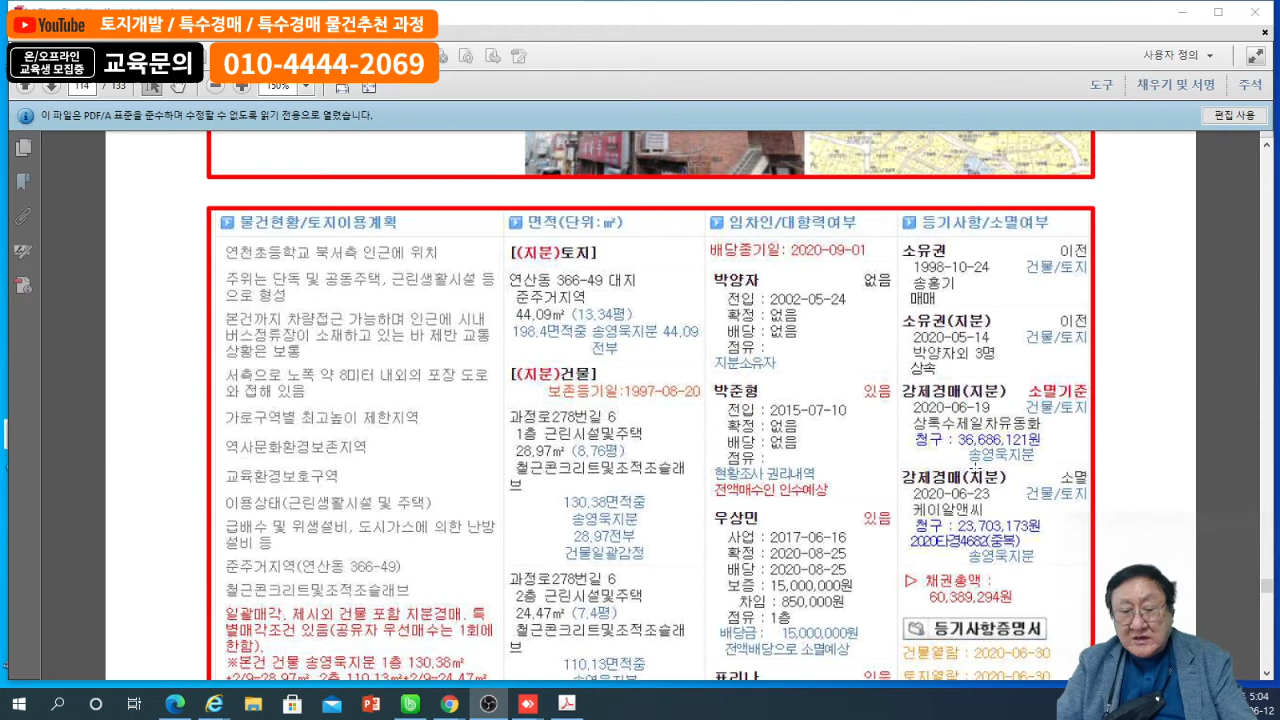 YouTube 토지개발 / 특수경매 / 특수경매 물건추천 과정
온/오프라인
교육생 모집중
교육문의
010-4444-2069
사용자 정의
114 / 133
150%
도구
채우기 및 서명
주석
이 파일은 PDF/A 표준을 준수하며 수정할 수 없도록 읽기 전용으로 열렸습니다.
편집 사용
물건현황/토지이용계획
연천초등학교 북서측 인근에 위치
주위는 단독 및 공동주택, 근린생활시설 등
으로 형성
본건까지 차량접근 가능하며 인근에 시내
버스정류장이 소재하고 있는 바 제반 교통
상황은 보통
서측으로 노폭 약 8미터 내외의 포장 도로
와 접해 있음
가로구역별 최고높이 제한지역
역사문화환경보존지역
교육환경보호구역
이용상태(근린생활시설 및 주택)
급배수 및 위생설비, 도시가스에 의한 난방
설비 등
준주거지역(연산동 366-49)
철근콘크리트및조적조슬래브
일괄매각, 제시외 건물 포함 지분경매. 특
별매각조건 있음(공유자 우선매수는 1회에
한함).
※본건 건물 송영욱지분 1층 130.38㎡
*2/9=28.97㎡, 2층 110.13㎡*2/9=24.47㎡
면적(단위:㎡)
[(지분)토지]
연산동 366-49 대지
준주거지역
44.09㎡ (13.34평)
198.4면적중 송영욱지분 44.09
전부
[(지분)건물]
보존등기일:1997-08-20
과정로278번길 6
1층 근린시설및주택
28.97㎡ (8.76평)
철근콘크리트및조적조슬래
브
130.38면적중
송영욱지분
28.97전부
건물일괄감정
과정로278번길 6
2층 근린시설및주택
24.47㎡ (7.4평)
철근콘크리트및조적조슬래
브
110.13면적중
송영욱지분
임차인/대항력여부
배당종기일: 2020-09-01
박양자 없음
전입 : 2002-05-24
확정 : 없음
배당 : 없음
점유 :
지분소유자
박준형 있음
전입 : 2015-07-10
확정 : 없음
배당 : 없음
점유 :
현황조사 권리내역
전액매수인 인수예상
우상민 있음
사업 : 2017-06-16
확정 : 2020-08-25
배당 : 2020-08-25
보증 : 15,000,000원
차임 : 850,000원
점유 : 1층
배당금 : 15,000,000원
전액배당으로 소멸예상
프리나 있음
등기사항/소멸여부
소유권 이전
1998-10-24 건물/토지
송홍기
매매
소유권(지분) 이전
2020-05-14 건물/토지
박양자외 3명
상속
강제경매(지분) 소멸기준
2020-06-19 건물/토지
상록수제일차유동화
청구 : 36,686,121원
송영욱지분
강제경매(지분) 소멸
2020-06-23 건물/토지
케이알앤씨
청구 : 23,703,173원
2020타경4682(중복)
송영욱지분
▷ 채권총액 :
60,389,294원
등기사항증명서
건물열람 : 2020-06-30
토지열람 : 2020-06-30
5:04